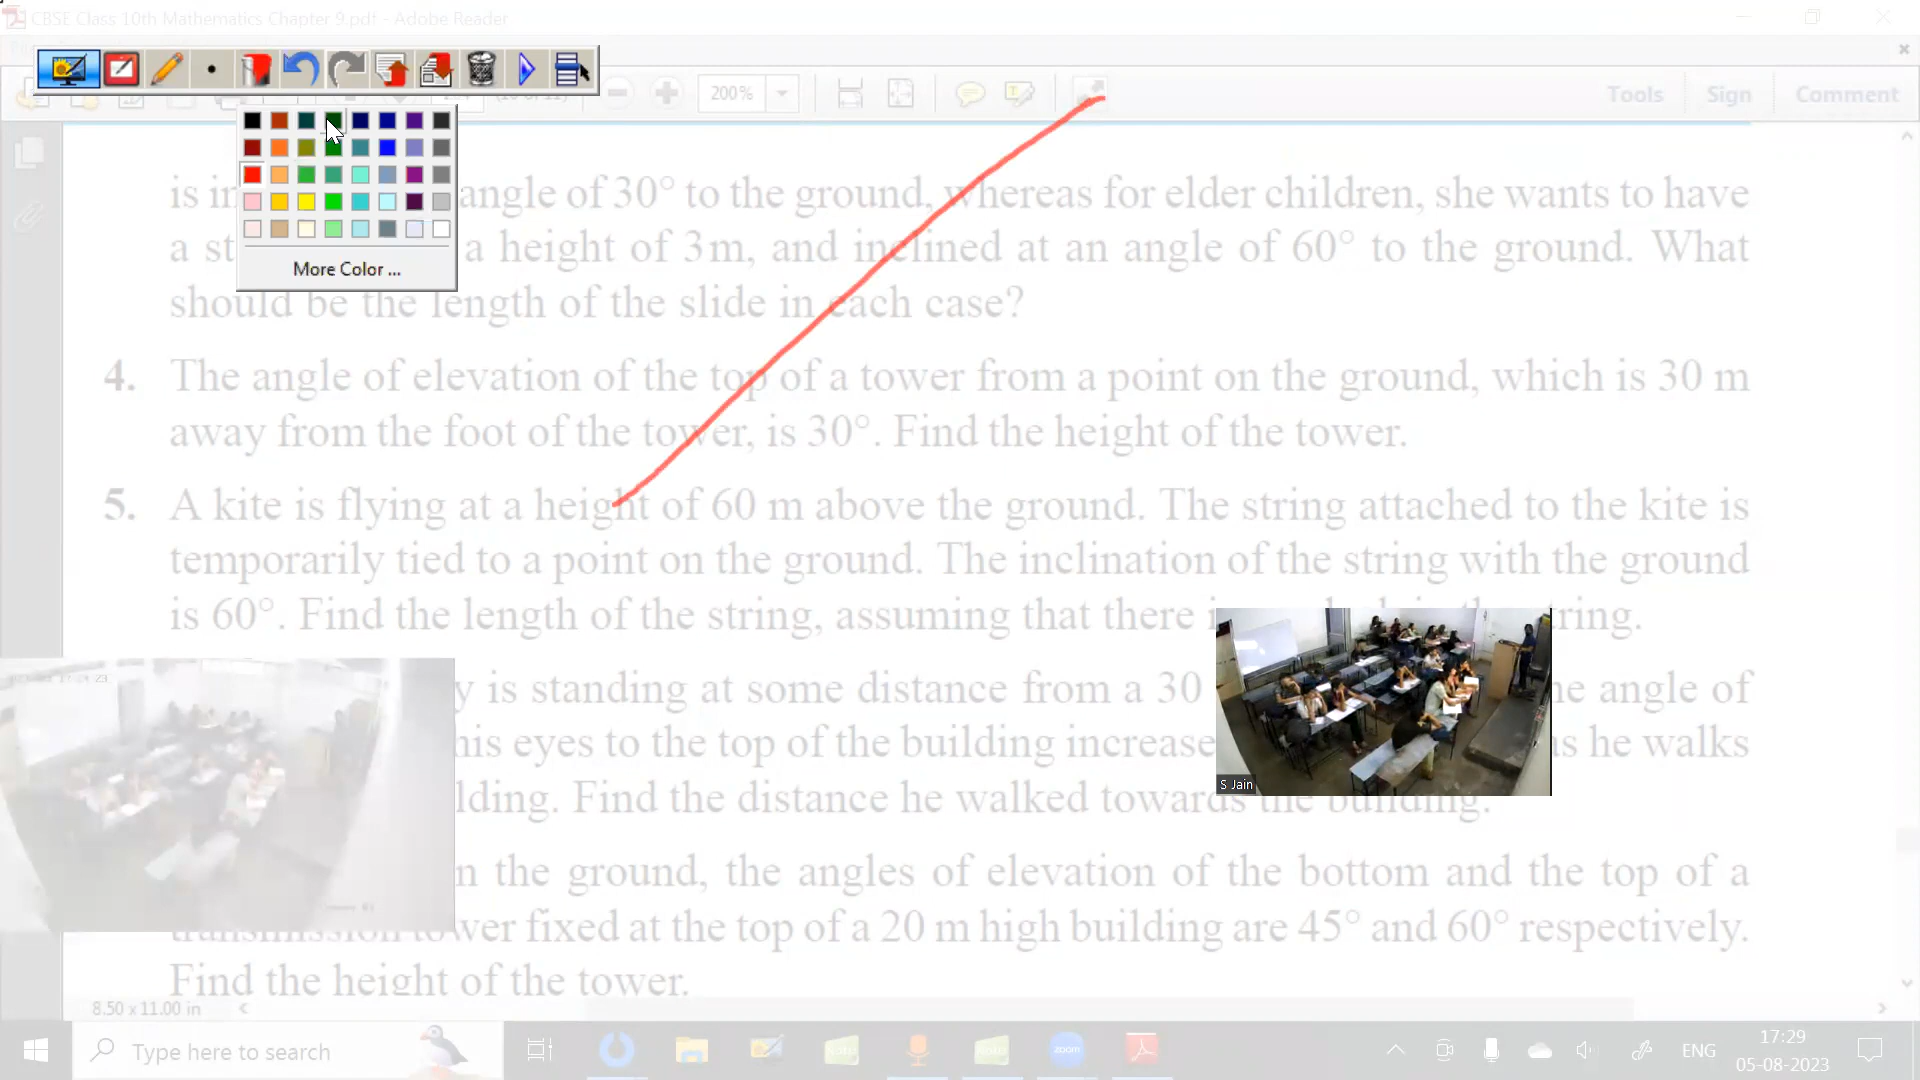 CBSE Class 10th Mathematics Chapter 9.pdf - Adobe Reader
200%
Tools
Sign
Comment
More Color ...
is in angle of 30° to the ground, whereas for elder children, she wants to have
a st a height of 3m, and inclined at an angle of 60° to the ground. What
should be the length of the slide in each case?
4. The angle of elevation of the top of a tower from a point on the ground, which is 30 m
away from the foot of the tower, is 30°. Find the height of the tower.
5. A kite is flying at a height of 60 m above the ground. The string attached to the kite is
temporarily tied to a point on the ground. The inclination of the string with the ground
is 60°. Find the length of the string, assuming that there tring.
y is standing at some distance from a 30 he angle of
his eyes to the top of the building increase as he walks
lding. Find the distance he walked towards the building.
S Jain
n the ground, the angles of elevation of the bottom and the top of a
transmission tower fixed at the top of a 20 m high building are 45° and 60° respectively.
Find the height of the tower.
8.50 x 11.00 in
Type here to search
zoom
ENG
17:29
05-08-2023